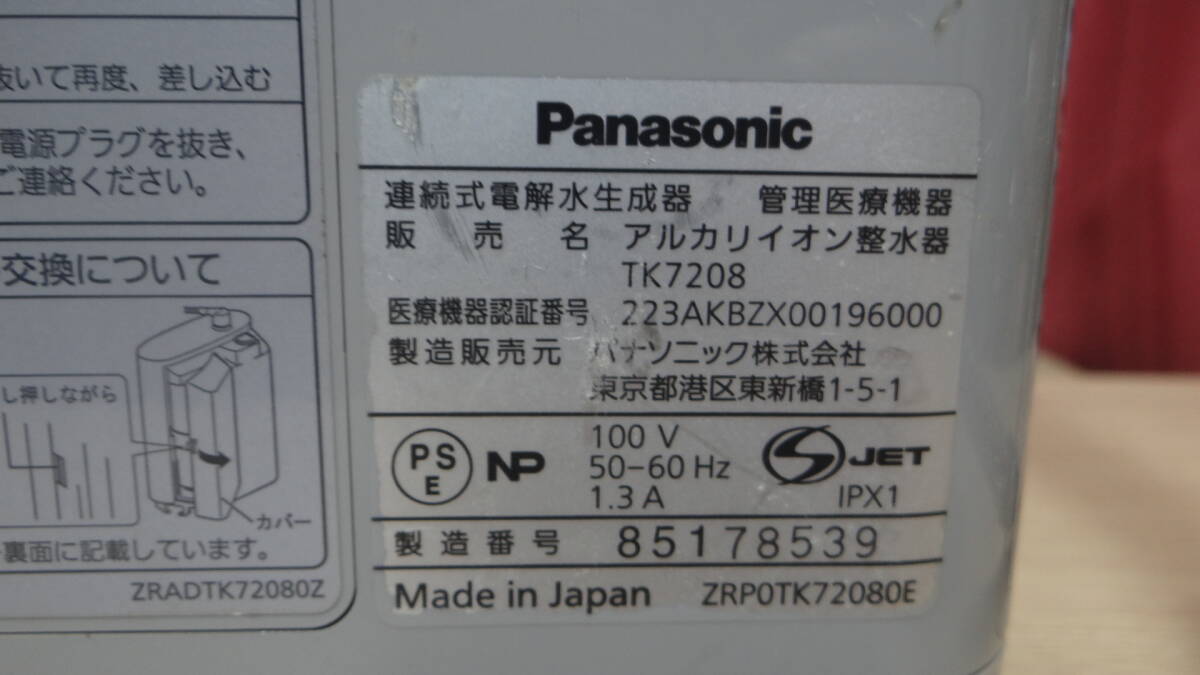 抜いて再度、差し込む
電源プラグを抜き、
ご連絡ください。
交換について
し押しながら
カバー
裏面に記載しています。
ZRADTK72080Z
Panasonic
連続式電解水生成器 管理医療機器
販売名 アルカリイオン整水器
TK7208
医療機器認証番号 223AKBZX00196000
製造販売元 パナソニック株式会社
東京都港区東新橋1-5-1
PS E NP 100 V JET
50-60 Hz
1.3 A IPX1
製造番号 85178539
Made in Japan ZRP0TK72080E